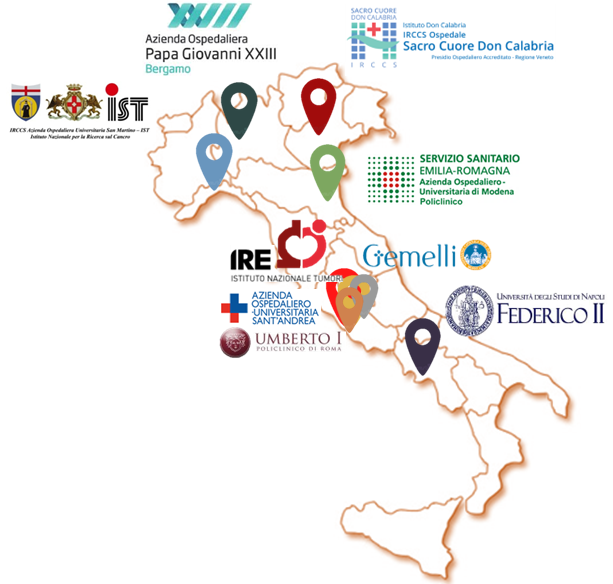 XXIII
Azienda Ospedaliera
Papa Giovanni XXIII
Bergamo
SACRO CUORE
DON CALABRIA
IRCCS
Istituto Don Calabria
IRCCS Ospedale
Sacro Cuore Don Calabria
Presidio Ospedaliero Accreditato - Regione Veneto
IST
IRCCS Azienda Ospedaliera Universitaria San Martino – IST
Istituto Nazionale per la Ricerca sul Cancro
SERVIZIO SANITARIO
EMILIA-ROMAGNA
Azienda Ospedaliero -
Universitaria di Modena
Policlinico
IRE
ISTITUTO NAZIONALE TUMORI
Gemelli
AZIENDA
OSPEDALIERO
-UNIVERSITARIA
SANT'ANDREA
UMBERTO I
POLICLINICO DI ROMA
UNIVERSITÀ DEGLI STUDI DI NAPOLI
FEDERICO II